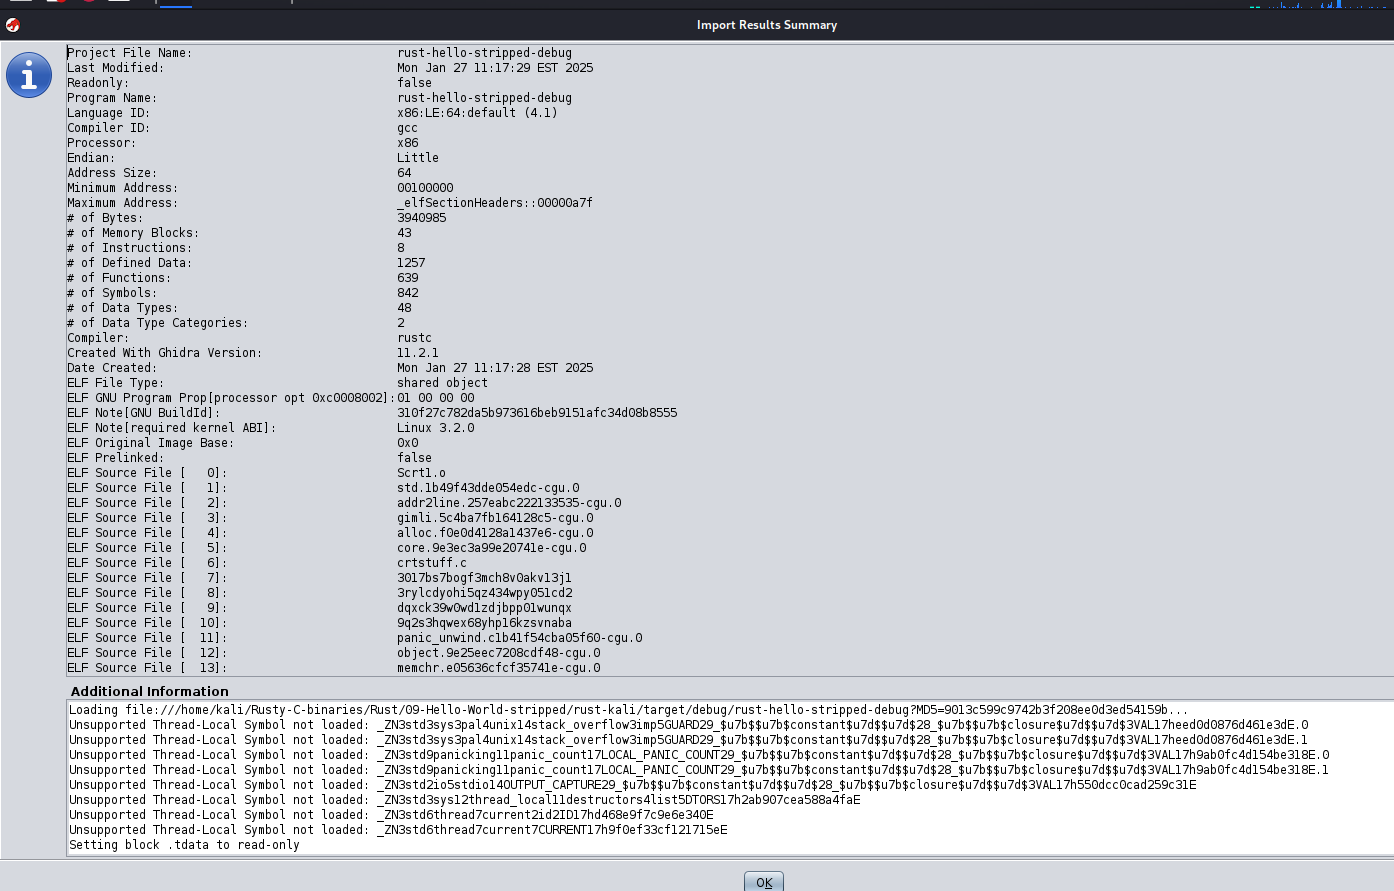 Import Results Summary
Project File Name: rust-hello-stripped-debug
Last Modified: Mon Jan 27 11:17:29 EST 2025
Readonly: false
Program Name: rust-hello-stripped-debug
Language ID: x86:LE:64:default (4.1)
Compiler ID: gcc
Processor: x86
Endian: Little
Address Size: 64
Minimum Address: 00100000
Maximum Address: _elfSectionHeaders::00000a7f
# of Bytes: 3940985
# of Memory Blocks: 43
# of Instructions: 8
# of Defined Data: 1257
# of Functions: 639
# of Symbols: 842
# of Data Types: 48
# of Data Type Categories: 2
Compiler: rustc
Created With Ghidra Version: 11.2.1
Date Created: Mon Jan 27 11:17:28 EST 2025
ELF File Type: shared object
ELF GNU Program Prop[processor opt 0xc0008002]: 01 00 00 00
ELF Note[GNU BuildId]: 310f27c782da5b973616beb9151afc34d08b8555
ELF Note[required kernel ABI]: Linux 3.2.0
ELF Original Image Base: 0x0
ELF Prelinked: false
ELF Source File [   0]: Scrt1.o
ELF Source File [   1]: std.1b49f43dde054edc-cgu.0
ELF Source File [   2]: addr2line.257eabc222133535-cgu.0
ELF Source File [   3]: gimli.5c4ba7fb164128c5-cgu.0
ELF Source File [   4]: alloc.f0e0d4128a1437e6-cgu.0
ELF Source File [   5]: core.9e3ec3a99e20741e-cgu.0
ELF Source File [   6]: crtstuff.c
ELF Source File [   7]: 3017bs7bogf3mch8v0akv13j1
ELF Source File [   8]: 3rylcdyohi5qz434wpy051cd2
ELF Source File [   9]: dqxck39w0wd1zdjbpp01wunqx
ELF Source File [  10]: 9q2s3hqwex68yhp16kzsvnaba
ELF Source File [  11]: panic_unwind.c1b41f54cba05f60-cgu.0
ELF Source File [  12]: object.9e25eec7208cdf48-cgu.0
ELF Source File [  13]: memchr.e05636cfcf35741e-cgu.0
Additional Information
Loading file:///home/kali/Rusty-C-binaries/Rust/09-Hello-World-stripped/rust-kali/target/debug/rust-hello-stripped-debug?MD5=9013c599c9742b3f208ee0d3ed54159b...
Unsupported Thread-Local Symbol not loaded: _ZN3std3sys3pal4unix14stack_overflow3imp5GUARD29_$u7b$$u7b$constant$u7d$$u7d$28_$u7b$$u7b$closure$u7d$$u7d$3VAL17heed0d0876d461e3dE.0
Unsupported Thread-Local Symbol not loaded: _ZN3std3sys3pal4unix14stack_overflow3imp5GUARD29_$u7b$$u7b$constant$u7d$$u7d$28_$u7b$$u7b$closure$u7d$$u7d$3VAL17heed0d0876d461e3dE.1
Unsupported Thread-Local Symbol not loaded: _ZN3std9panicking11panic_count17LOCAL_PANIC_COUNT29_$u7b$$u7b$constant$u7d$$u7d$28_$u7b$$u7b$closure$u7d$$u7d$3VAL17h9ab0fc4d154be318E.0
Unsupported Thread-Local Symbol not loaded: _ZN3std9panicking11panic_count17LOCAL_PANIC_COUNT29_$u7b$$u7b$constant$u7d$$u7d$28_$u7b$$u7b$closure$u7d$$u7d$3VAL17h9ab0fc4d154be318E.1
Unsupported Thread-Local Symbol not loaded: _ZN3std2io5stdio14OUTPUT_CAPTURE29_$u7b$$u7b$constant$u7d$$u7d$28_$u7b$$u7b$closure$u7d$$u7d$3VAL17h550dcc0cad259c31E
Unsupported Thread-Local Symbol not loaded: _ZN3std3sys12thread_local11destructors4list5DTORS17h2ab907cea588a4faE
Unsupported Thread-Local Symbol not loaded: _ZN3std6thread7current2id2ID17hd468e9f7c9e6e340E
Unsupported Thread-Local Symbol not loaded: _ZN3std6thread7current7CURRENT17h9f0ef33cf121715eE
Setting block .tdata to read-only
OK